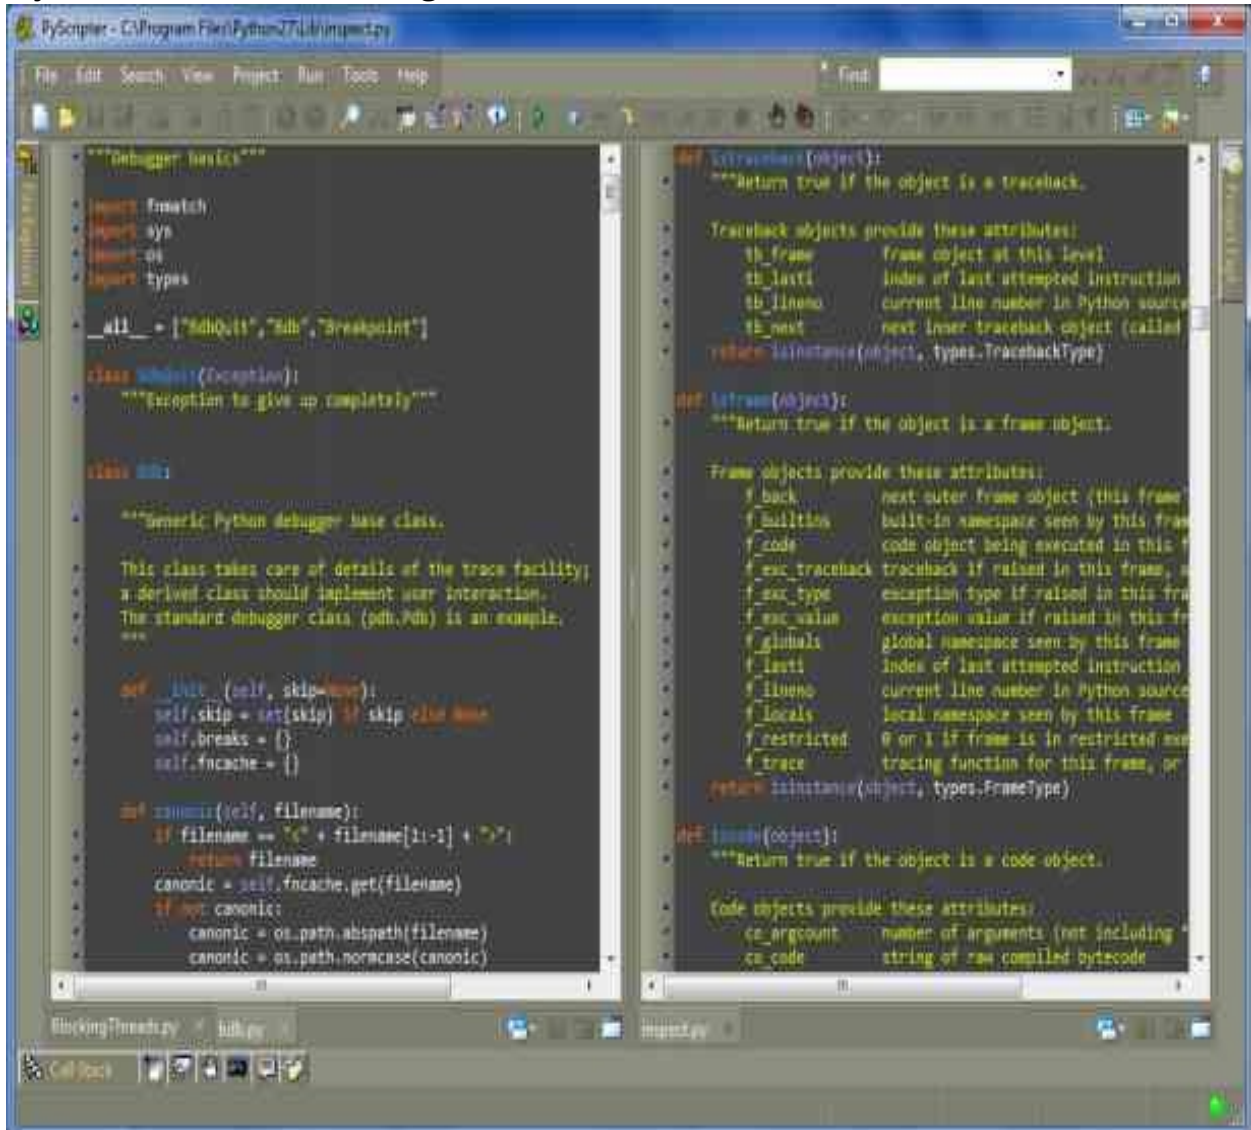 PyScripter - C:\Program Files\Python27\Lib\inspect.py
File Edit Search View Project Run Tools Help
Find
"""Debugger basics"""
import fnmatch
import sys
import os
import types
__all__ = ["BdbQuit","Bdb","Breakpoint"]
class BdbQuit(Exception):
"""Exception to give up completely"""
class Bdb:
"""Generic Python debugger base class.
This class takes care of details of the trace facility;
a derived class should implement user interaction.
The standard debugger class (pdb.Pdb) is an example.
"""
def __init__(self, skip=None):
self.skip = set(skip) if skip else None
self.breaks = {}
self.fncache = {}
def canonic(self, filename):
if filename == "<" + filename[1:-1] + ">":
return filename
canonic = self.fncache.get(filename)
if not canonic:
canonic = os.path.abspath(filename)
canonic = os.path.normcase(canonic)
BlockingThreads.py
bdb.py
def istraceback(object):
"""Return true if the object is a traceback.
Traceback objects provide these attributes:
tb_frame frame object at this level
tb_lasti index of last attempted instruction
tb_lineno current line number in Python source
tb_next next inner traceback object (called
return isinstance(object, types.TracebackType)
def isframe(object):
"""Return true if the object is a frame object.
Frame objects provide these attributes:
f_back next outer frame object (this frame'
f_builtins built-in namespace seen by this fram
f_code code object being executed in this f
f_exc_traceback traceback if raised in this frame, o
f_exc_type exception type if raised in this fra
f_exc_value exception value if raised in this fr
f_globals global namespace seen by this frame
f_lasti index of last attempted instruction
f_lineno current line number in Python source
f_locals local namespace seen by this frame
f_restricted 0 or 1 if frame is in restricted exe
f_trace tracing function for this frame, or
return isinstance(object, types.FrameType)
def iscode(object):
"""Return true if the object is a code object.
Code objects provide these attributes:
co_argcount number of arguments (not including *
co_code string of raw compiled bytecode
inspect.py
Call Stack